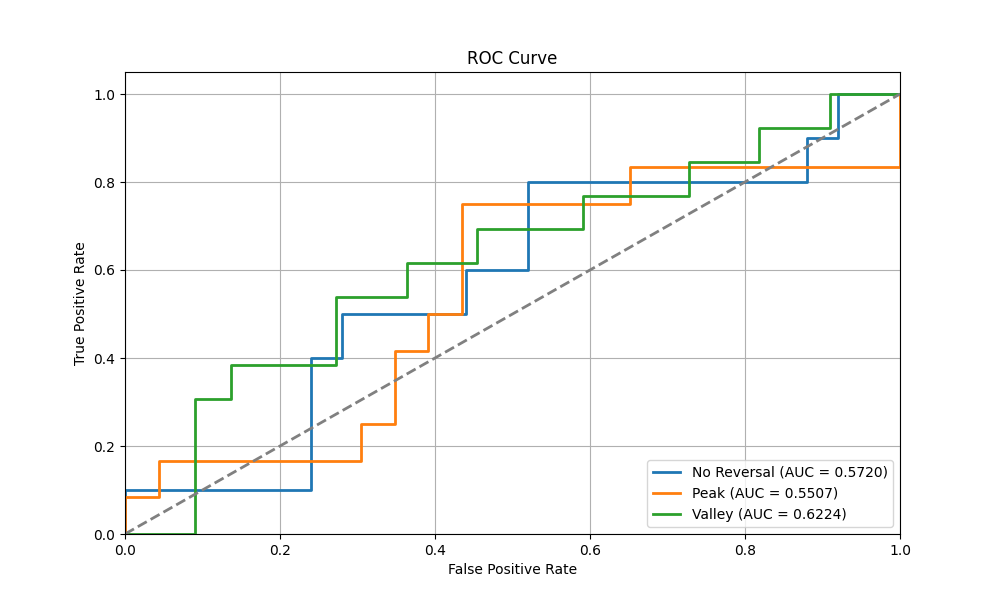 ROC Curve
True Positive Rate
1.0
0.8
0.6
0.4
0.2
0.0
0.0 0.2 0.4 0.6 0.8 1.0
False Positive Rate
No Reversal (AUC = 0.5720)
Peak (AUC = 0.5507)
Valley (AUC = 0.6224)